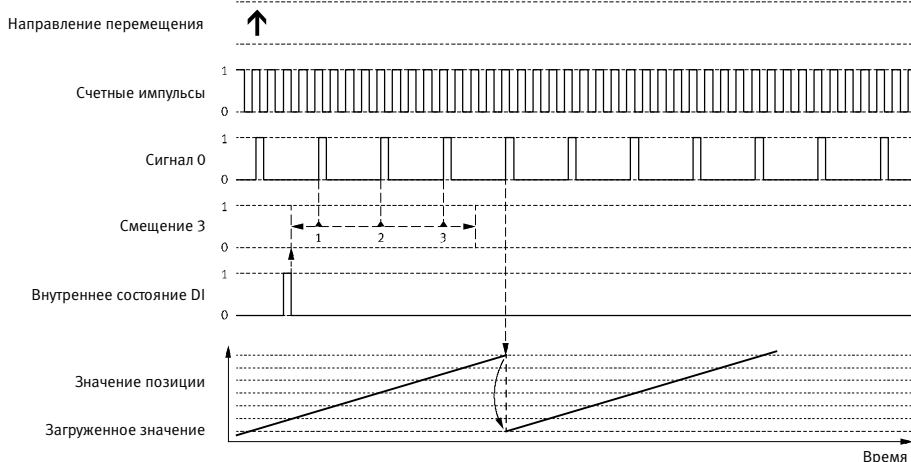 Направление перемещения
Счетные импульсы
1
0
Сигнал 0
1
0
Смещение 3
1
0
1 2 3
Внутреннее состояние DI
1
0
Значение позиции
Загруженное значение
Время